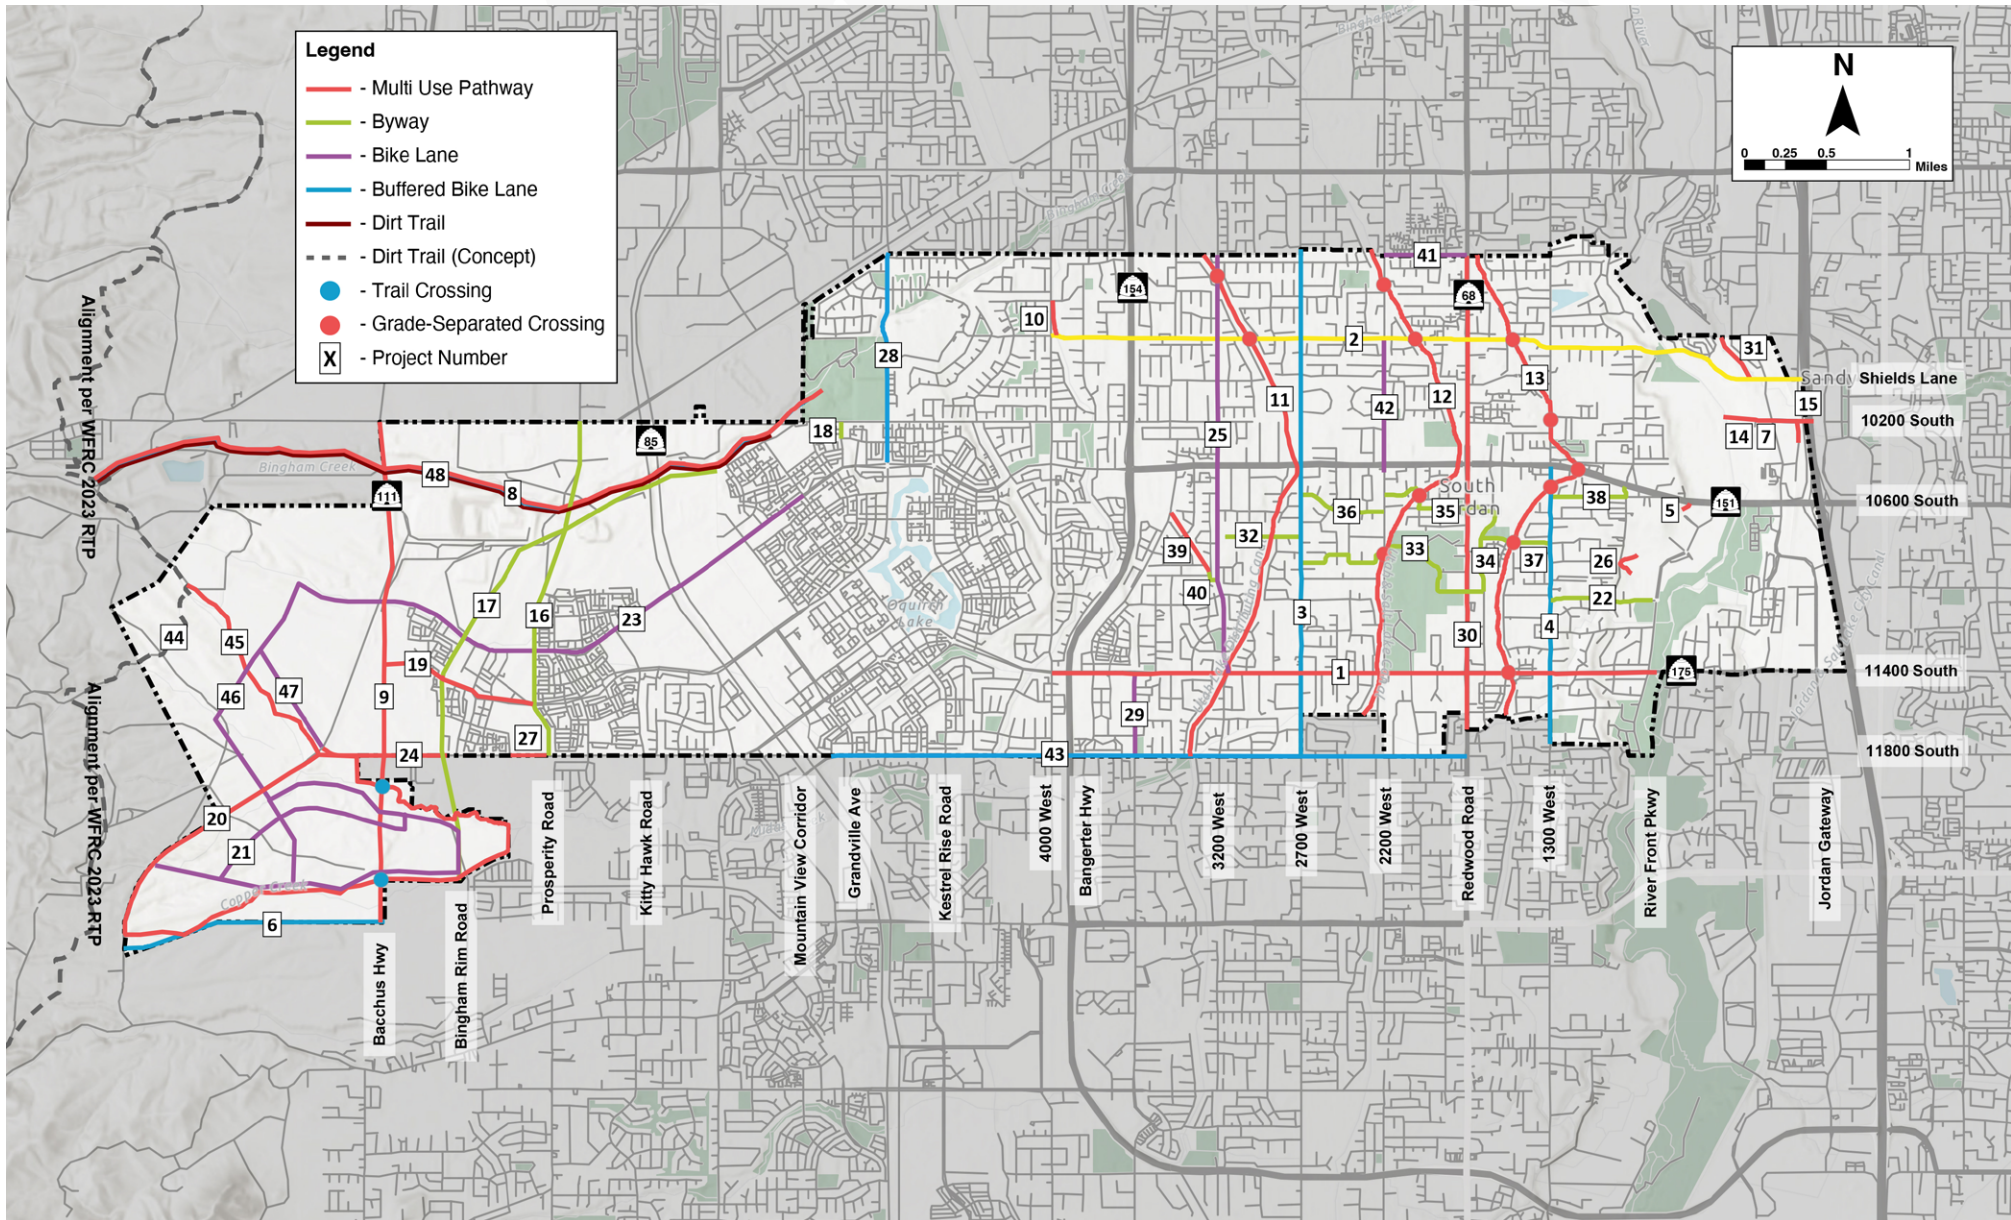 Legend
- Multi Use Pathway
- Byway
- Bike Lane
- Buffered Bike Lane
- Dirt Trail
- Dirt Trail (Concept)
- Trail Crossing
- Grade-Separated Crossing
X - Project Number
N
0 0.25 0.5 1
Miles
Bingham Creek
154
68
41
10
2
28
31
13
Sandy
Shields Lane
11
12
42
15
10200 South
18
25
14
7
85
Bingham Creek
48
8
111
South
Jordan
36
35
38
5
151
10600 South
32
39
33
34
37
26
40
22
17
16
23
Oquirrh
Lake
3
4
30
44
45
19
1
175
11400 South
46
47
9
29
27
24
43
11800 South
20
21
Copper Creek
6
Alignment per WFRC 2023 RTP
Alignment per WFRC 2023 RTP
Bacchus Hwy
Bingham Rim Road
Prosperity Road
Kitty Hawk Road
Mountain View Corridor
Grandville Ave
Kestrel Rise Road
4000 West
Bangerter Hwy
3200 West
2700 West
2200 West
Redwood Road
1300 West
River Front Pkwy
Jordan Gateway